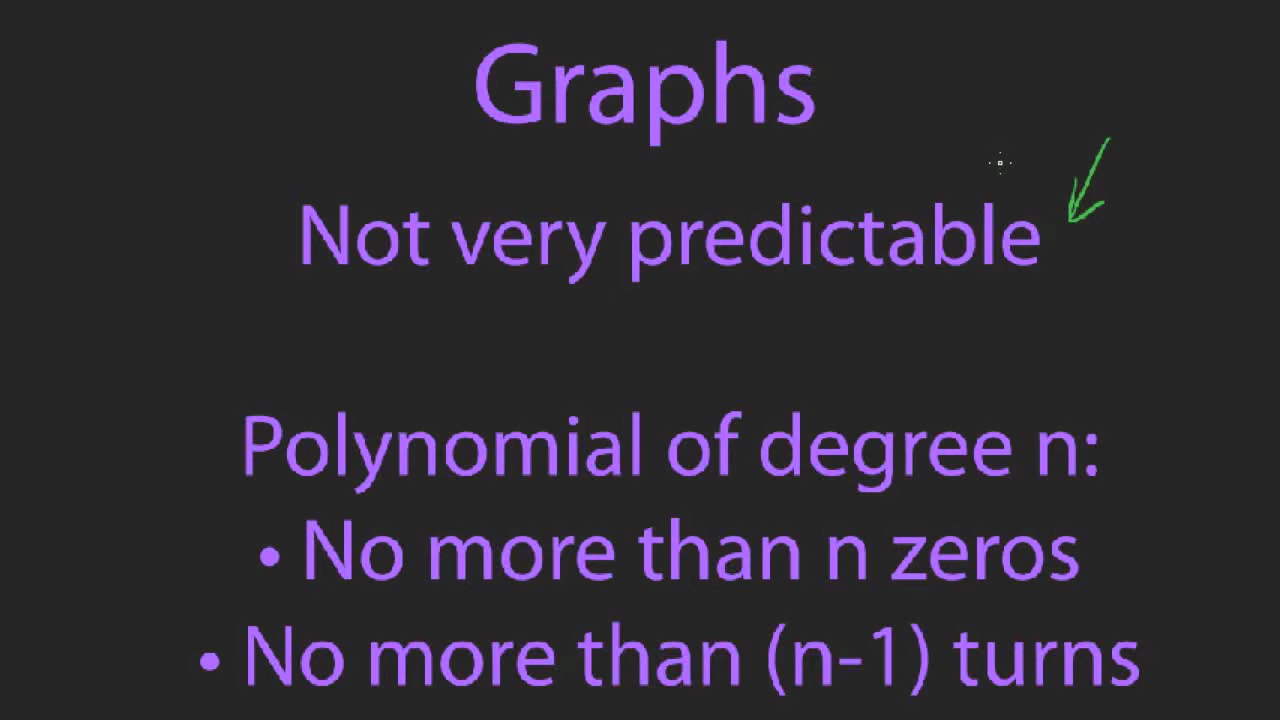 Graphs
Not very predictable
Polynomial of degree n:
• No more than n zeros
• No more than (n-1) turns